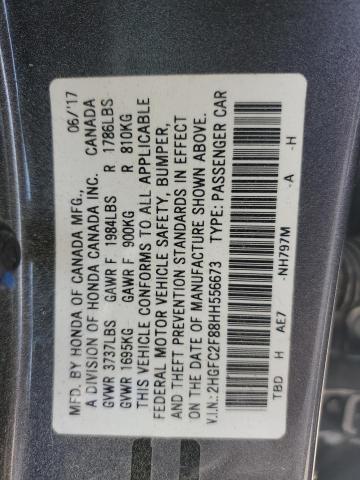 MFD. BY HONDA OF CANADA MFG., 06/17
A DIVISION OF HONDA CANADA INC. CANADA
GVWR 3737LBS GAWR F 1984LBS R 1786LBS
GVWR 1695KG GAWR F 900KG R 810KG
THIS VEHICLE CONFORMS TO ALL APPLICABLE
FEDERAL MOTOR VEHICLE SAFETY, BUMPER,
AND THEFT PREVENTION STANDARDS IN EFFECT
ON THE DATE OF MANUFACTURE SHOWN ABOVE.
V.I.N.: 2HGFC2F88HH556673 TYPE: PASSENGER CAR
TBD H AE7 -NH797M -A -H